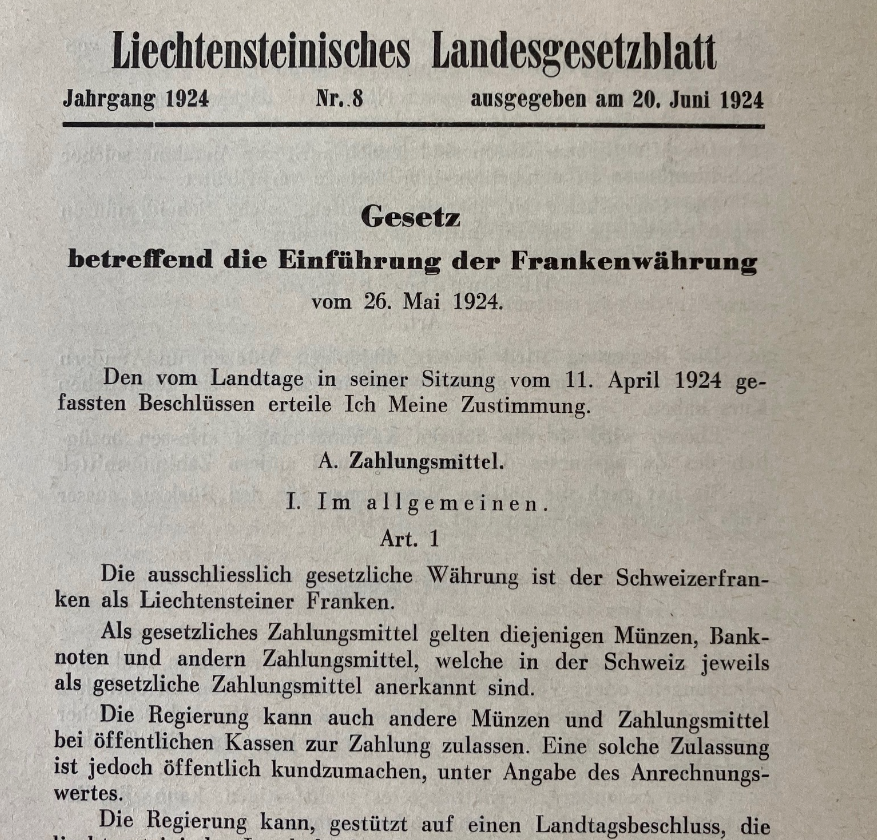 Liechtensteinisches Landesgesetzblatt
Jahrgang 1924 Nr. 8 ausgegeben am 20. Juni 1924
Gesetz
betreffend die Einführung der Frankenwährung
vom 26. Mai 1924.
Den vom Landtage in seiner Sitzung vom 11. April 1924 ge-
fassten Beschlüssen erteile Ich Meine Zustimmung.
A. Zahlungsmittel.
I. Im allgemeinen.
Art. 1
Die ausschliesslich gesetzliche Währung ist der Schweizerfran-
ken als Liechtensteiner Franken.
Als gesetzliches Zahlungsmittel gelten diejenigen Münzen, Bank-
noten und andern Zahlungsmittel, welche in der Schweiz jeweils
als gesetzliche Zahlungsmittel anerkannt sind.
Die Regierung kann auch andere Münzen und Zahlungsmittel
bei öffentlichen Kassen zur Zahlung zulassen. Eine solche Zulassung
ist jedoch öffentlich kundzumachen, unter Angabe des Anrechnungs-
wertes.
Die Regierung kann, gestützt auf einen Landtagsbeschluss, die